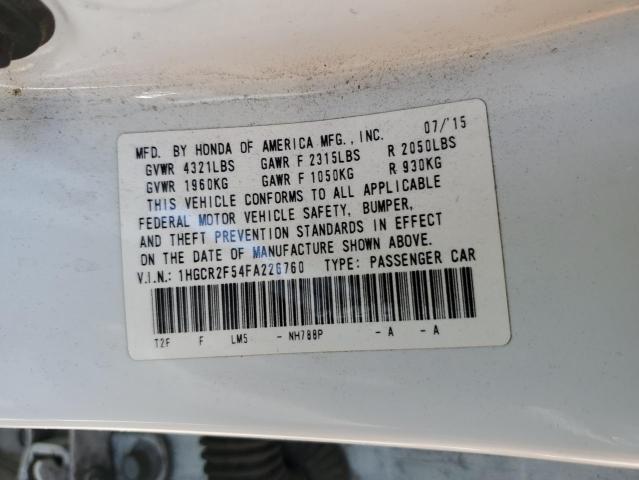 MFD. BY HONDA OF AMERICA MFG., INC. 07/'15
GVWR 4321LBS GAWR F 2315LBS R 2050LBS
GVWR 1960KG GAWR F 1050KG R 930KG
THIS VEHICLE CONFORMS TO ALL APPLICABLE
FEDERAL MOTOR VEHICLE SAFETY, BUMPER,
AND THEFT PREVENTION STANDARDS IN EFFECT
ON THE DATE OF MANUFACTURE SHOWN ABOVE.
V.I.N.: 1HGCR2F54FA226760 TYPE: PASSENGER CAR
T2F F LM5 - NH788P - A - A